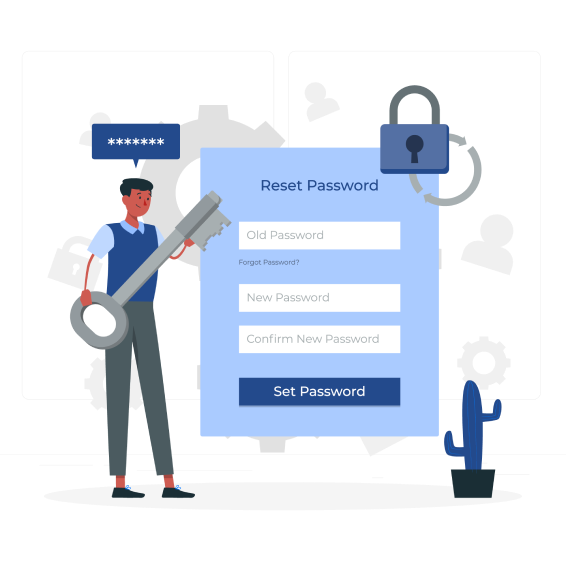 *******
Reset Password
Old Password
Forgot Password?
New Password
Confirm New Password
Set Password